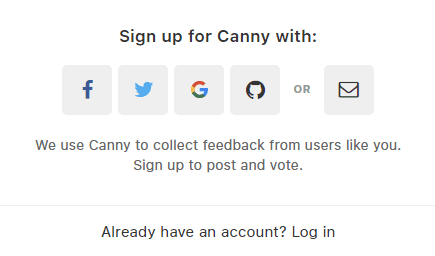 Sign up for Canny with:
OR
We use Canny to collect feedback from users like you.
Sign up to post and vote.
Already have an account? Log in